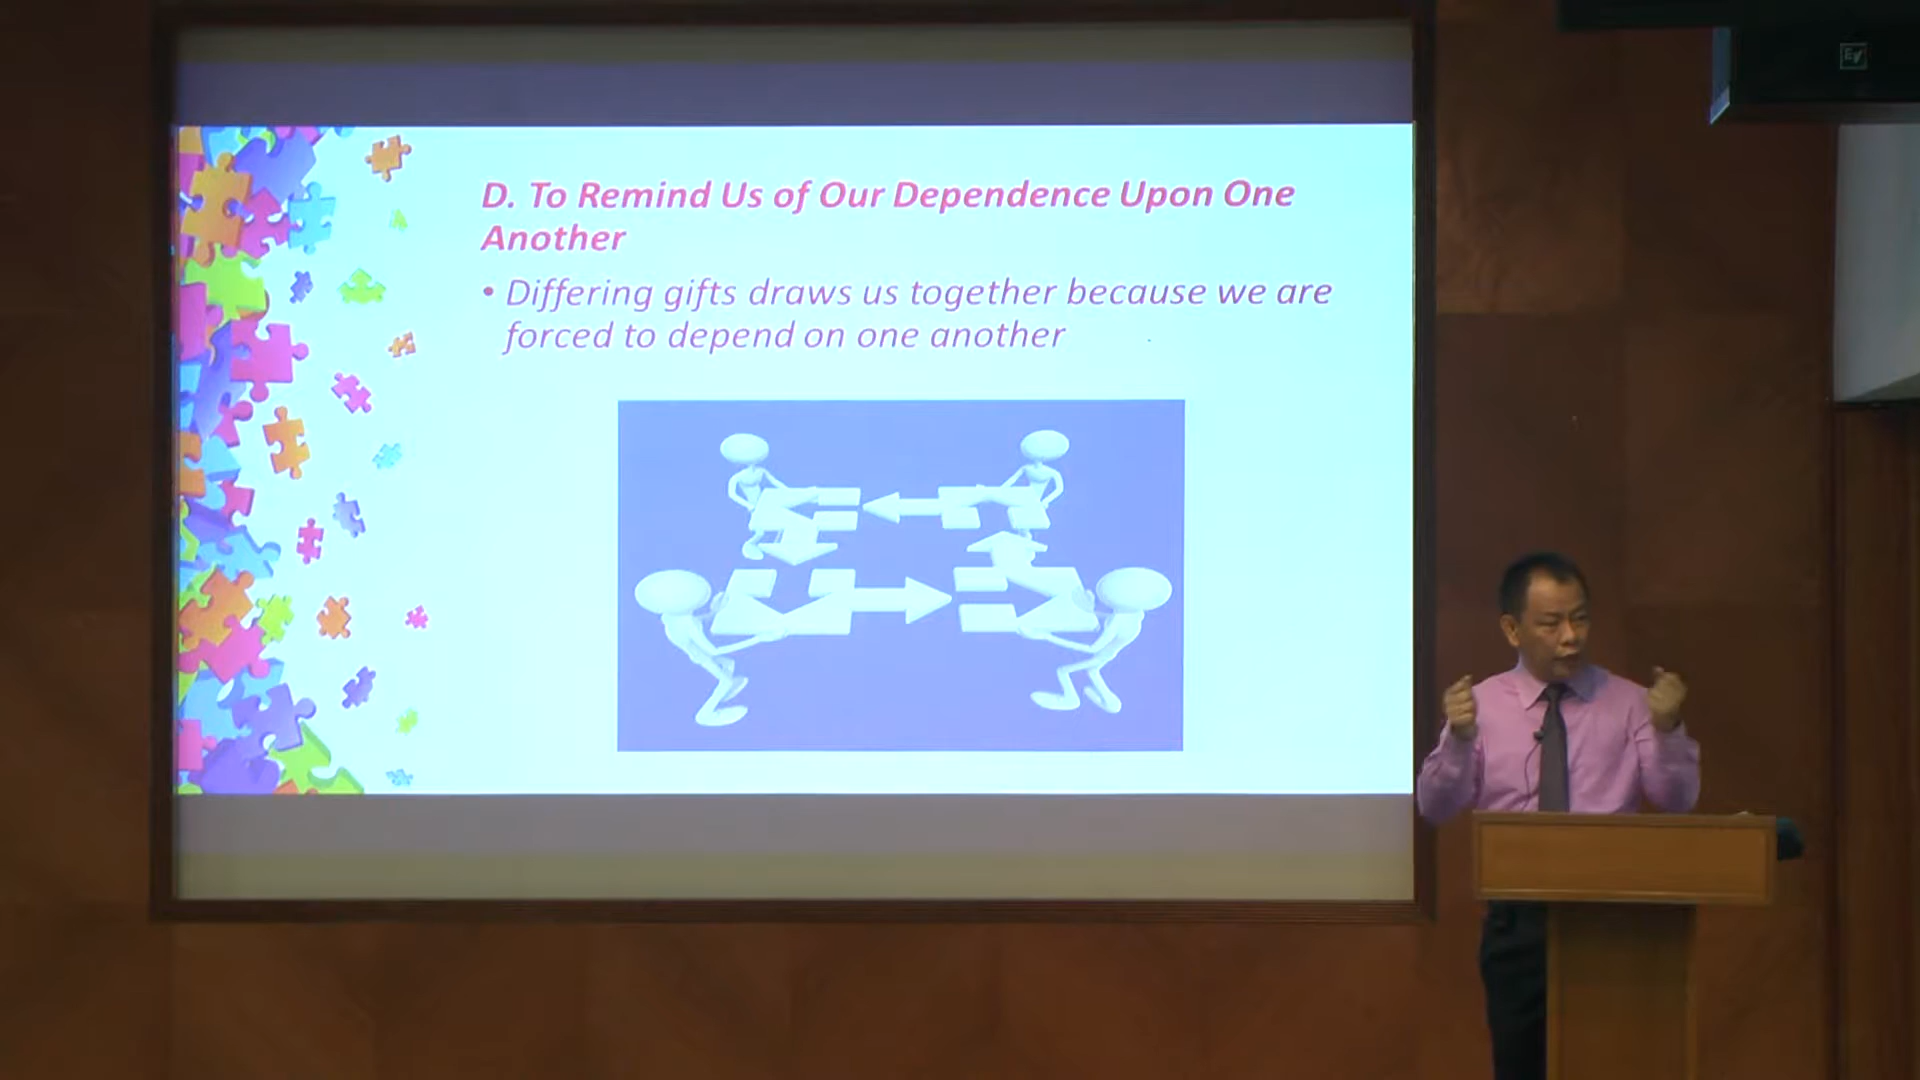 D. To Remind Us of Our Dependence Upon One
Another
• Differing gifts draws us together because we are
forced to depend on one another
EV